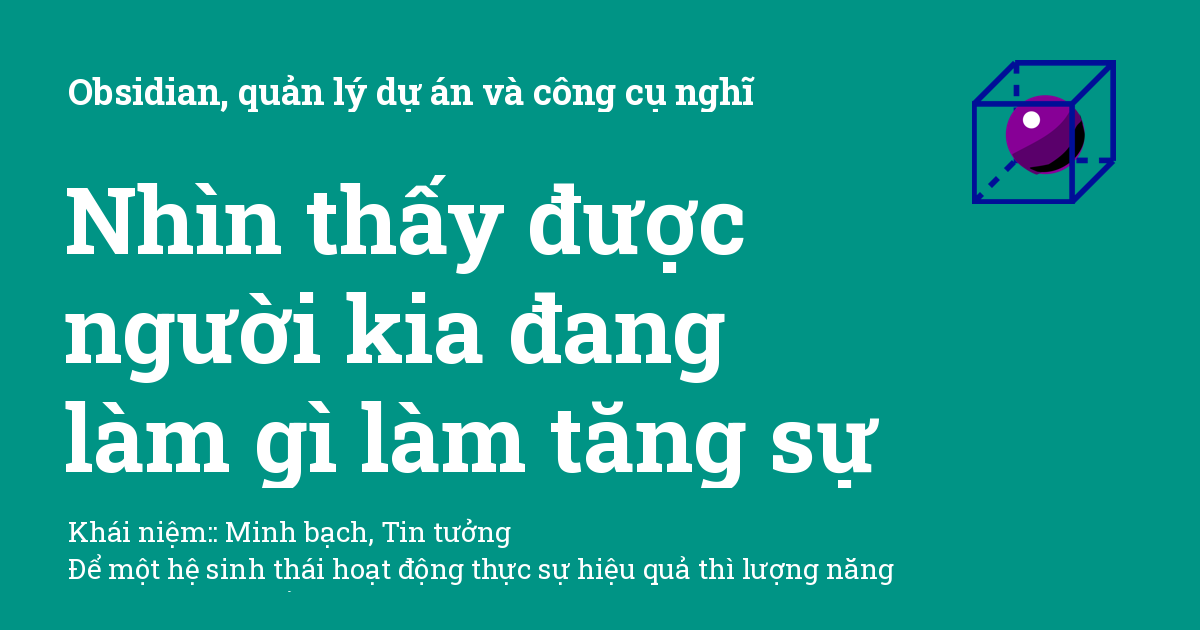 Obsidian, quản lý dự án và công cụ nghĩ
Nhìn thấy được
người kia đang
làm gì làm tăng sự
Khái niệm:: Minh bạch, Tin tưởng
Để một hệ sinh thái hoạt động thực sự hiệu quả thì lượng năng